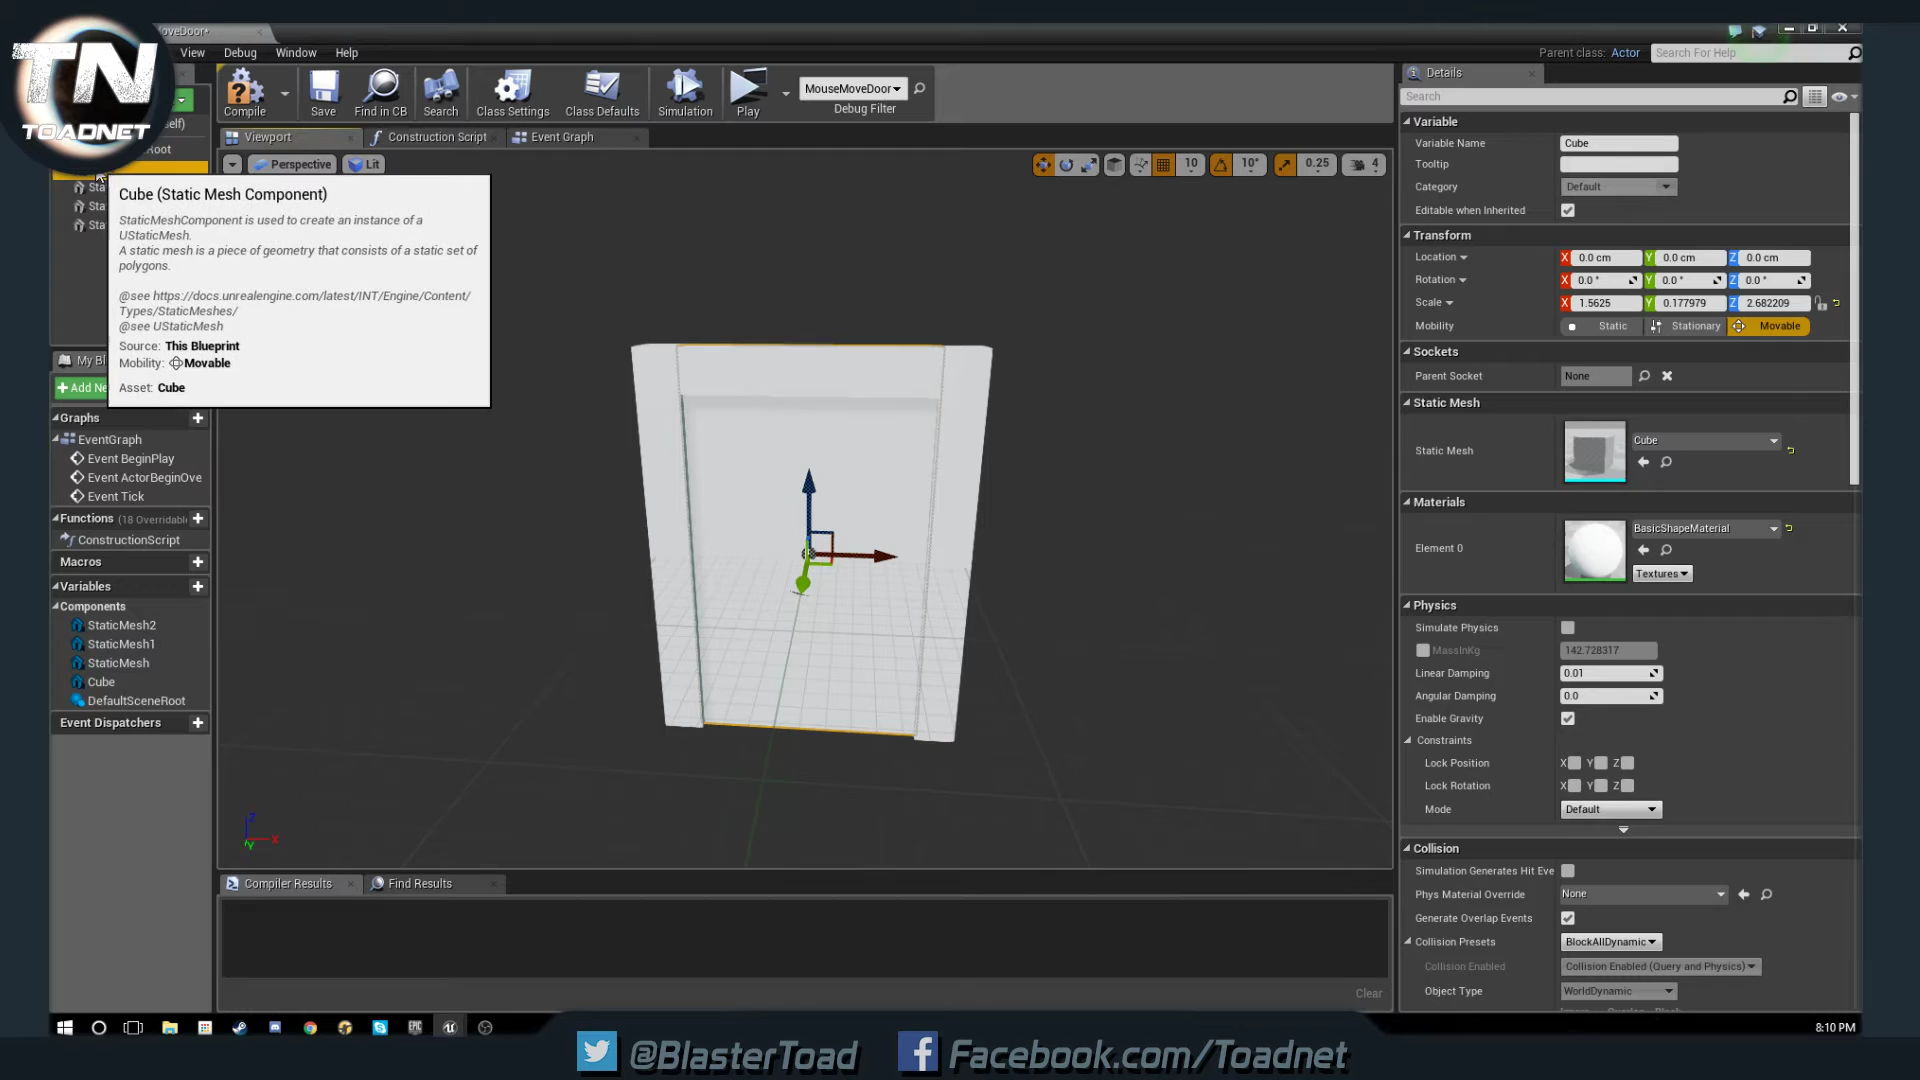 TN
TOADNET
MoveDoor*
View Debug Window Help
Parent class: Actor
Search For Help
Compile
Save
Find in CB
Search
Class Settings
Class Defaults
Simulation
Play
MouseMoveDoor
Debug Filter
Viewport
Construction Script
Event Graph
Perspective
Lit
10
10°
0.25
4
Root
Sta
Sta
Sta
Cube (Static Mesh Component)
StaticMeshComponent is used to create an instance of a
UStaticMesh.
A static mesh is a piece of geometry that consists of a static set of
polygons.
@see https://docs.unrealengine.com/latest/INT/Engine/Content/
Types/StaticMeshes/
@see UStaticMesh
Source: This Blueprint
Mobility: Movable
Asset: Cube
My Bl
+ Add Ne
Graphs
EventGraph
Event BeginPlay
Event ActorBeginOve
Event Tick
Functions (18 Overridabl
ConstructionScript
Macros
Variables
Components
StaticMesh2
StaticMesh1
StaticMesh
Cube
DefaultSceneRoot
Event Dispatchers
Z
X
Y
Compiler Results
Find Results
Clear
Details
Search
Variable
Variable Name Cube
Tooltip
Category Default
Editable when Inherited
Transform
Location X 0.0 cm Y 0.0 cm Z 0.0 cm
Rotation X 0.0 ° Y 0.0 ° Z 0.0 °
Scale X 1.5625 Y 0.177979 Z 2.682209
Mobility Static Stationary Movable
Sockets
Parent Socket None
Static Mesh
Static Mesh Cube
Materials
Element 0 BasicShapeMaterial
Textures
Physics
Simulate Physics
MassInKg 142.728317
Linear Damping 0.01
Angular Damping 0.0
Enable Gravity
Constraints
Lock Position X Y Z
Lock Rotation X Y Z
Mode Default
Collision
Simulation Generates Hit Eve
Phys Material Override None
Generate Overlap Events
Collision Presets BlockAllDynamic
Collision Enabled Collision Enabled (Query and Physics)
Object Type WorldDynamic
8:10 PM
@BlasterToad
Facebook.com/Toadnet